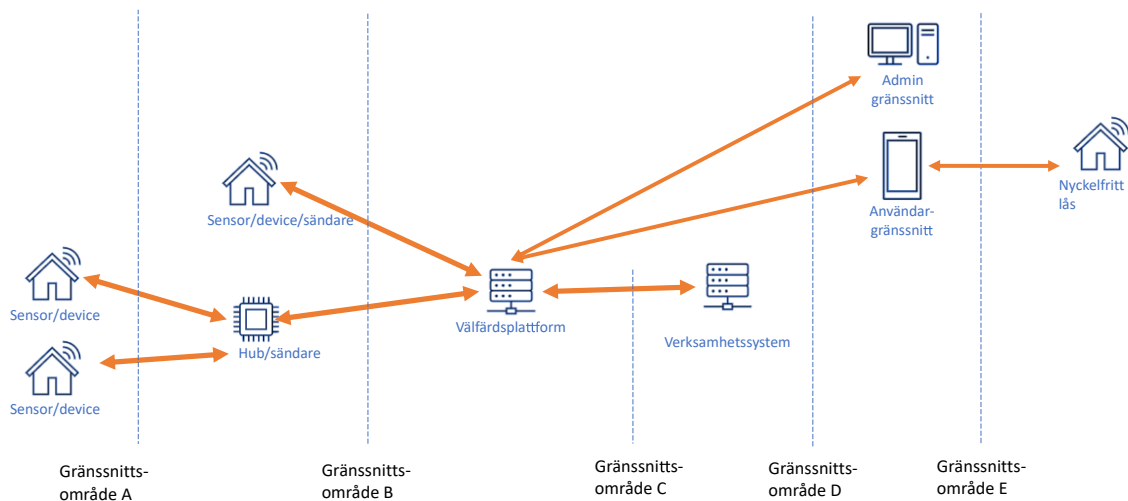 Admin
gränssnitt
Nyckelfritt
lås
Användar-
gränssnitt
Sensor/device/sändare
Sensor/device
Välfärdsplattform
Verksamhetssystem
Hub/sändare
Sensor/device
Gränssnitts-
område A
Gränssnitts-
område B
Gränssnitts-
område C
Gränssnitts-
område D
Gränssnitts-
område E